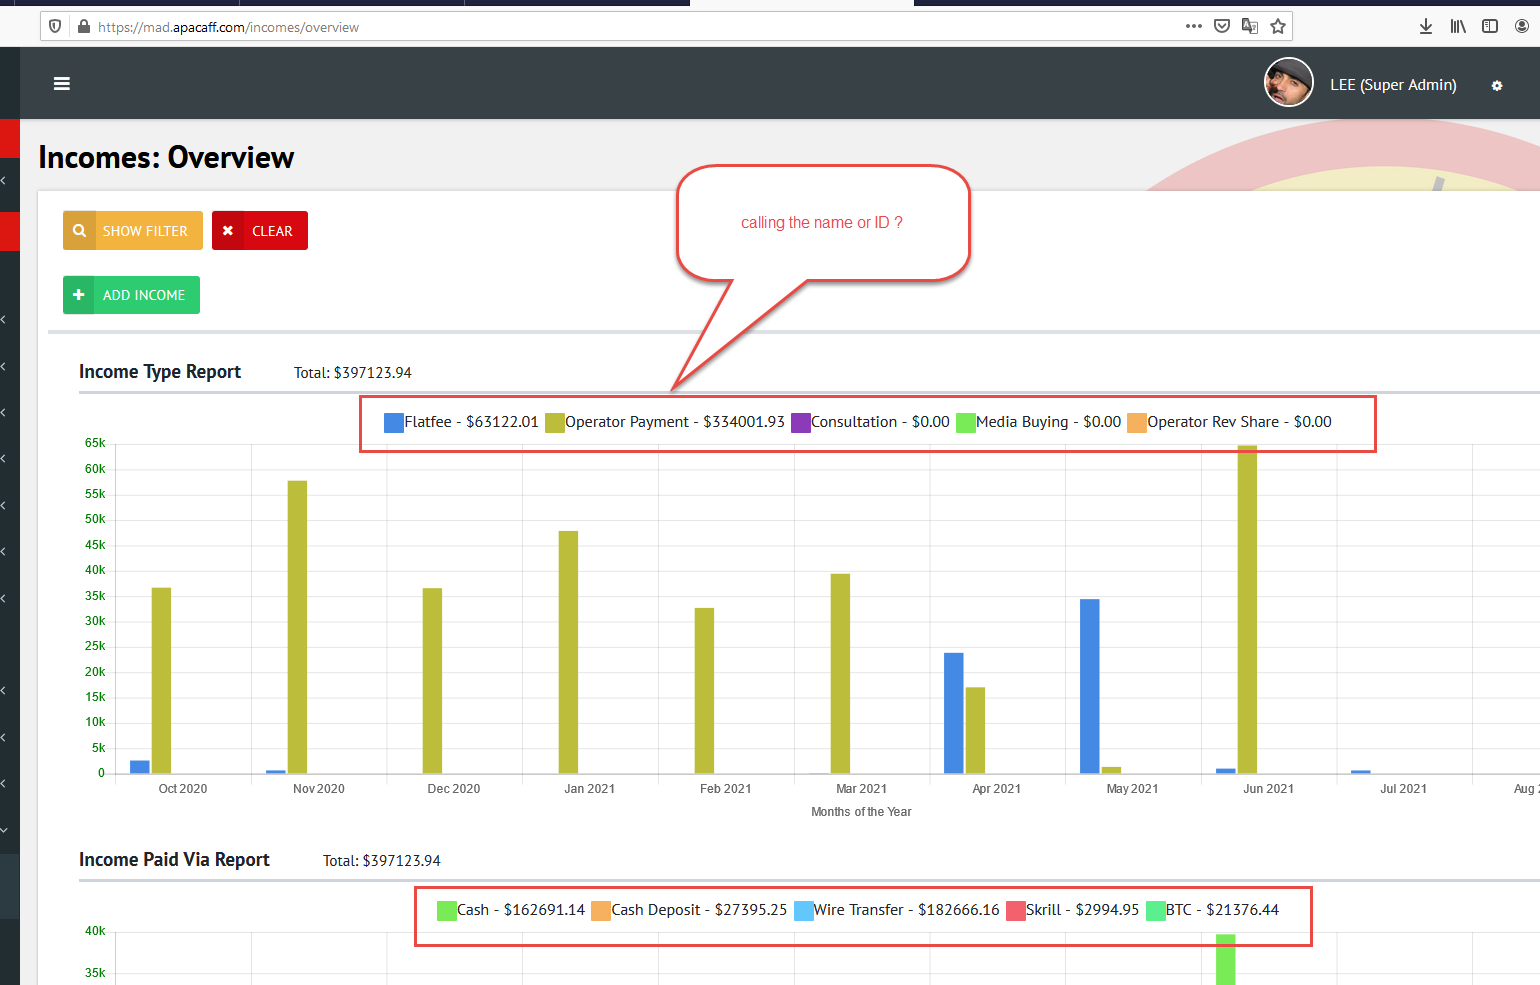 https://mad.apacaff.com/incomes/overview
LEE (Super Admin)
Incomes: Overview
calling the name or ID ?
SHOW FILTER
CLEAR
ADD INCOME
Income Type Report
Total: $397123.94
Flatfee - $63122.01 Operator Payment - $334001.93 Consultation - $0.00 Media Buying - $0.00 Operator Rev Share - $0.00
65k
60k
55k
50k
45k
40k
35k
30k
25k
20k
15k
10k
5k
0
Oct 2020 Nov 2020 Dec 2020 Jan 2021 Feb 2021 Mar 2021 Apr 2021 May 2021 Jun 2021 Jul 2021 Aug
Months of the Year
Income Paid Via Report
Total: $397123.94
Cash - $162691.14 Cash Deposit - $27395.25 Wire Transfer - $182666.16 Skrill - $2994.95 BTC - $21376.44
40k
35k